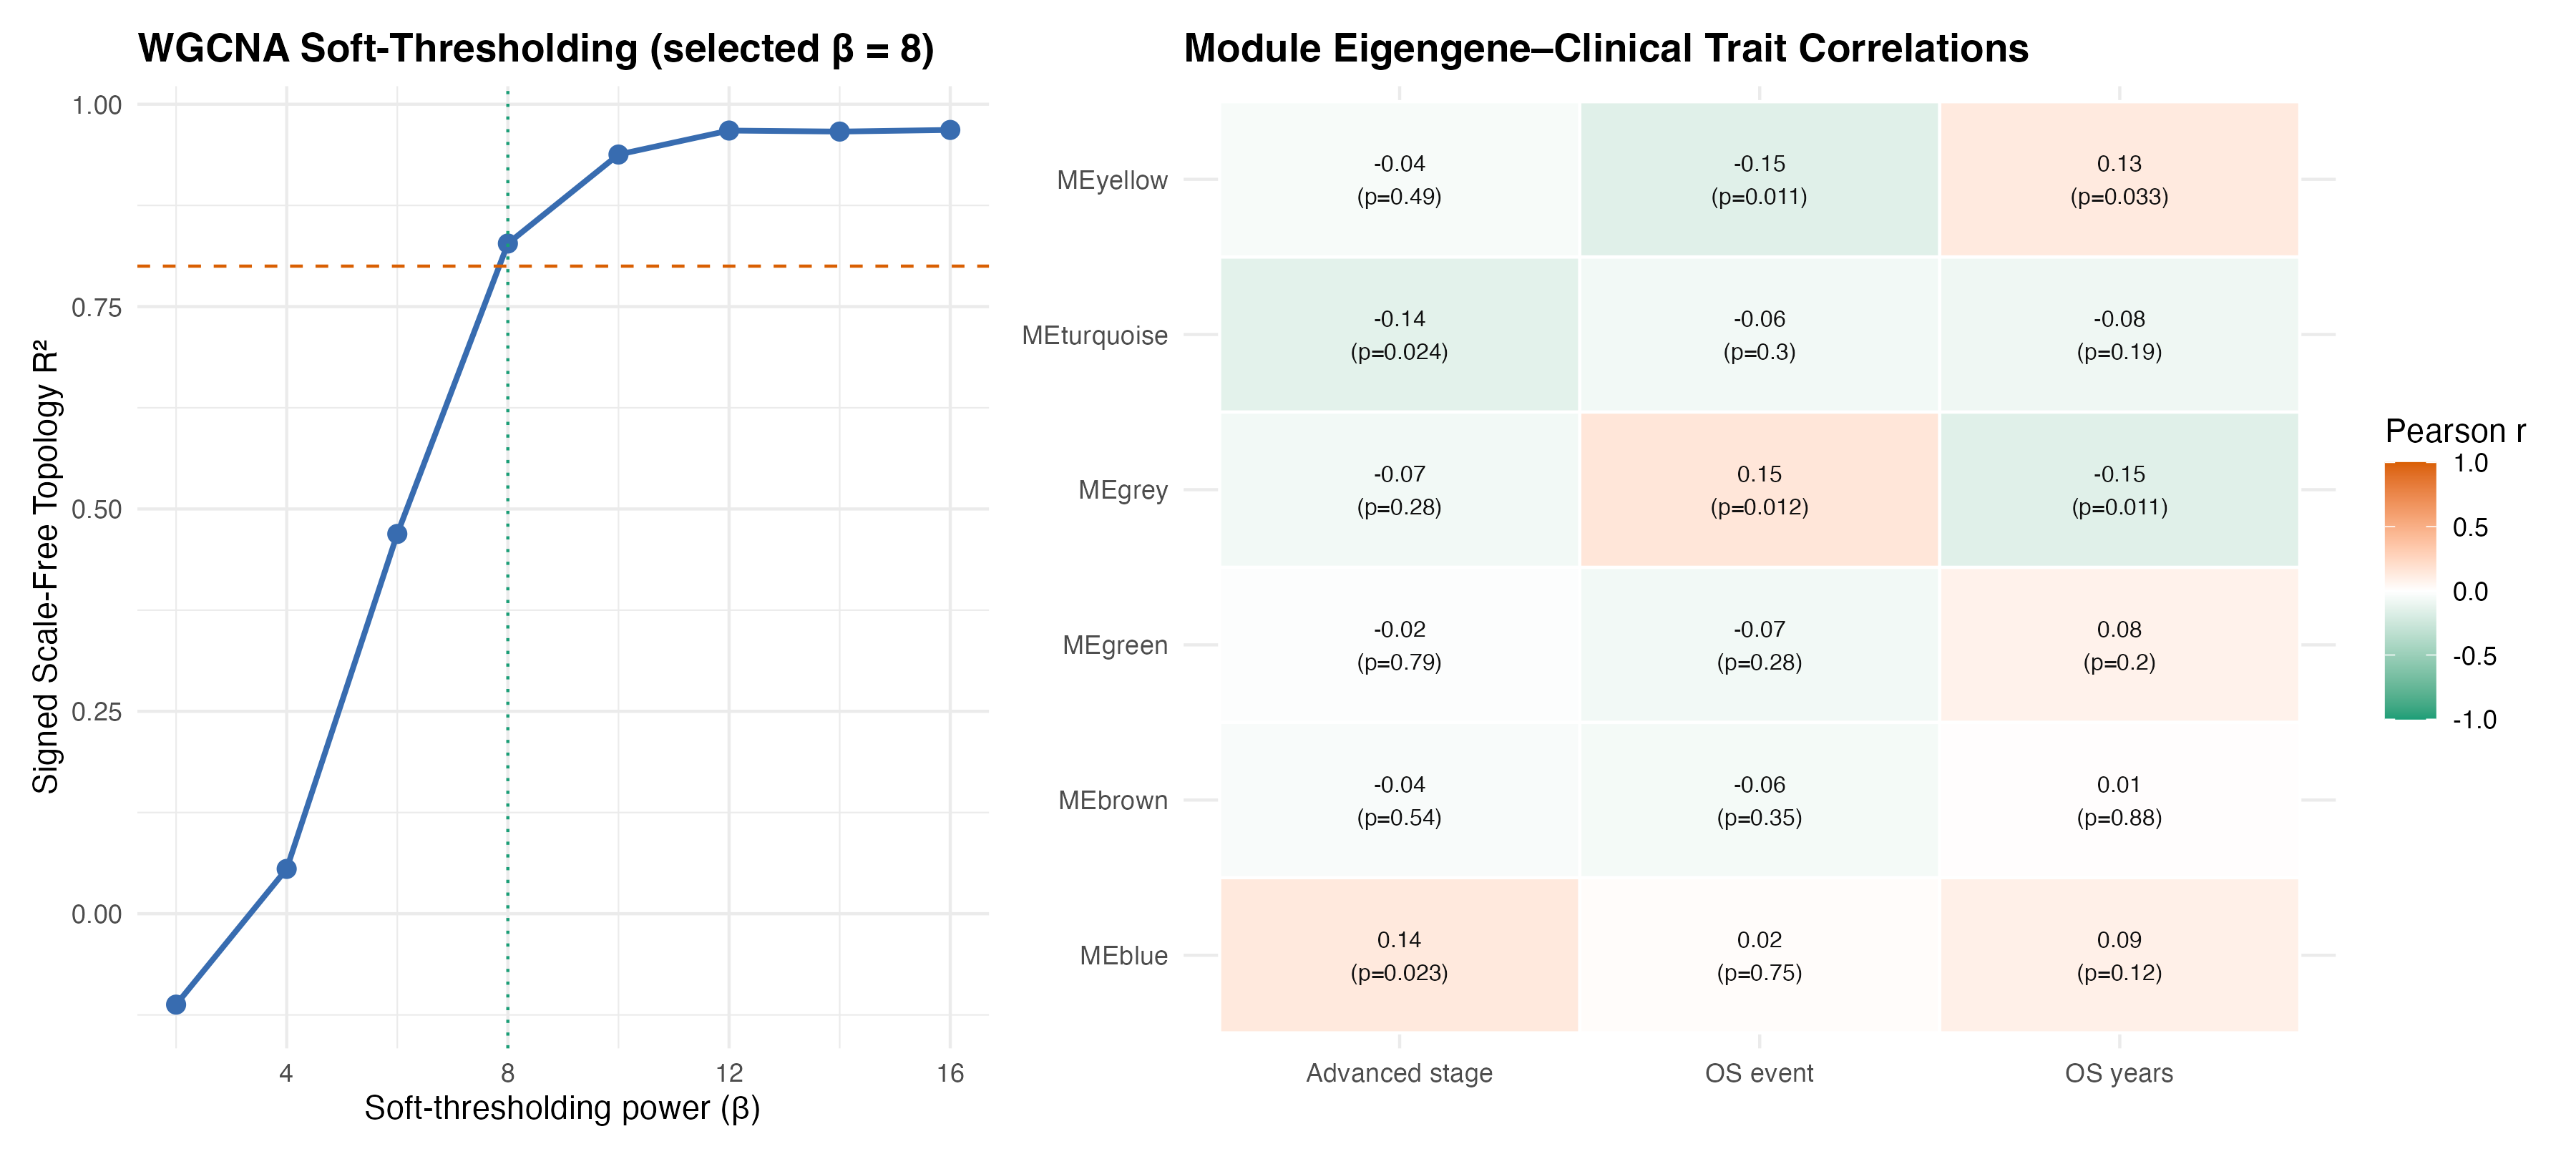 WGCNA Soft-Thresholding (selected β = 8)
Signed Scale-Free Topology R²
1.00
0.75
0.50
0.25
0.00
4
8
12
16
Soft-thresholding power (β)
Module Eigengene–Clinical Trait Correlations
MEyellow
-0.04
(p=0.49)
-0.15
(p=0.011)
0.13
(p=0.033)
MEturquoise
-0.14
(p=0.024)
-0.06
(p=0.3)
-0.08
(p=0.19)
MEgrey
-0.07
(p=0.28)
0.15
(p=0.012)
-0.15
(p=0.011)
MEgreen
-0.02
(p=0.79)
-0.07
(p=0.28)
0.08
(p=0.2)
MEbrown
-0.04
(p=0.54)
-0.06
(p=0.35)
0.01
(p=0.88)
MEblue
0.14
(p=0.023)
0.02
(p=0.75)
0.09
(p=0.12)
Advanced stage
OS event
OS years
Pearson r
1.0
0.5
0.0
-0.5
-1.0